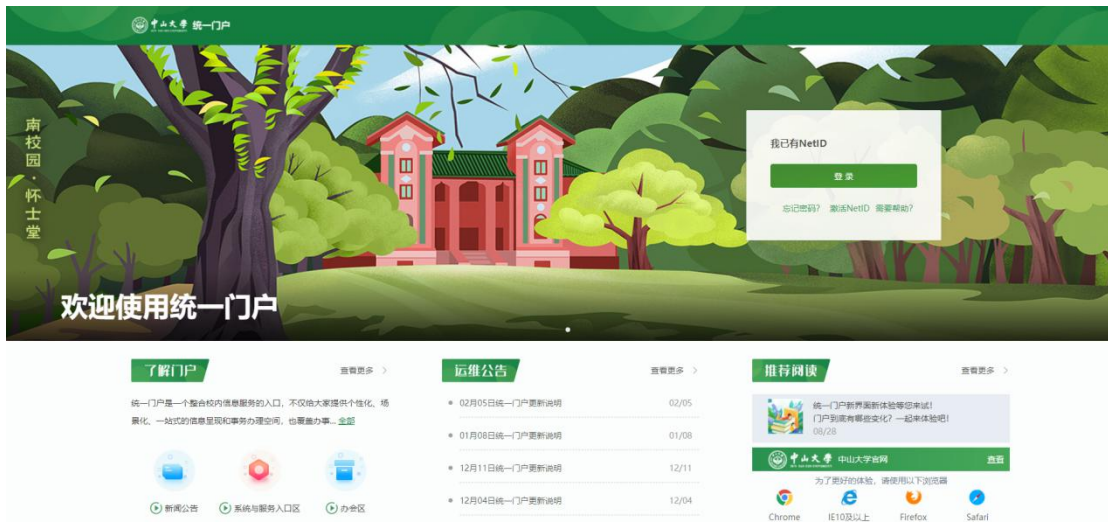 中山大學 统一门户
南校园·怀士堂
我已有NetID
登录
忘记密码? 激活NetID 需要帮助?
欢迎使用统一门户
了解门户
查看更多
统一门户是一个整合校内信息服务的入口，不仅给大家提供个性化、场
景化、一站式的信息呈现和事务办理空间，也覆盖办事... 全部
新闻公告
系统与服务入口区
办会区
运维公告
查看更多
02月05日统一门户更新说明 02/05
01月08日统一门户更新说明 01/08
12月11日统一门户更新说明 12/11
12月04日统一门户更新说明 12/04
推荐阅读
查看更多
统一门户新界面新体验等您来试!
门户到底有哪些变化? 一起来体验吧!
08/28
中山大學 中山大学官网 查看
为了更好的体验，请使用以下浏览器
Chrome IE10及以上 Firefox Safari